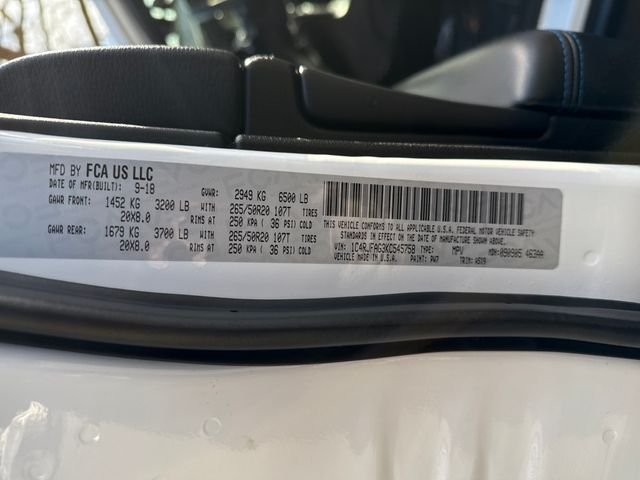 MFD BY FCA US LLC
DATE OF MFR(BUILT): 9-18 GVWR: 2949 KG 6500 LB
GAWR FRONT: 1452 KG 3200 LB WITH 265/50R20 107T TIRES
20X8.0 RIMS AT 250 KPA ( 36 PSI) COLD
GAWR REAR: 1679 KG 3700 LB WITH 265/50R20 107T TIRES
20X8.0 RIMS AT 250 KPA ( 36 PSI) COLD
THIS VEHICLE CONFORMS TO ALL APPLICABLE U.S.A. FEDERAL MOTOR VEHICLE SAFETY
STANDARDS IN EFFECT ON THE DATE OF MANUFACTURE SHOWN ABOVE.
VIN: TYPE: MPV MDH: 090905 463AA
VEHICLE MADE IN U.S.A. PAINT: PW7 TRIM: